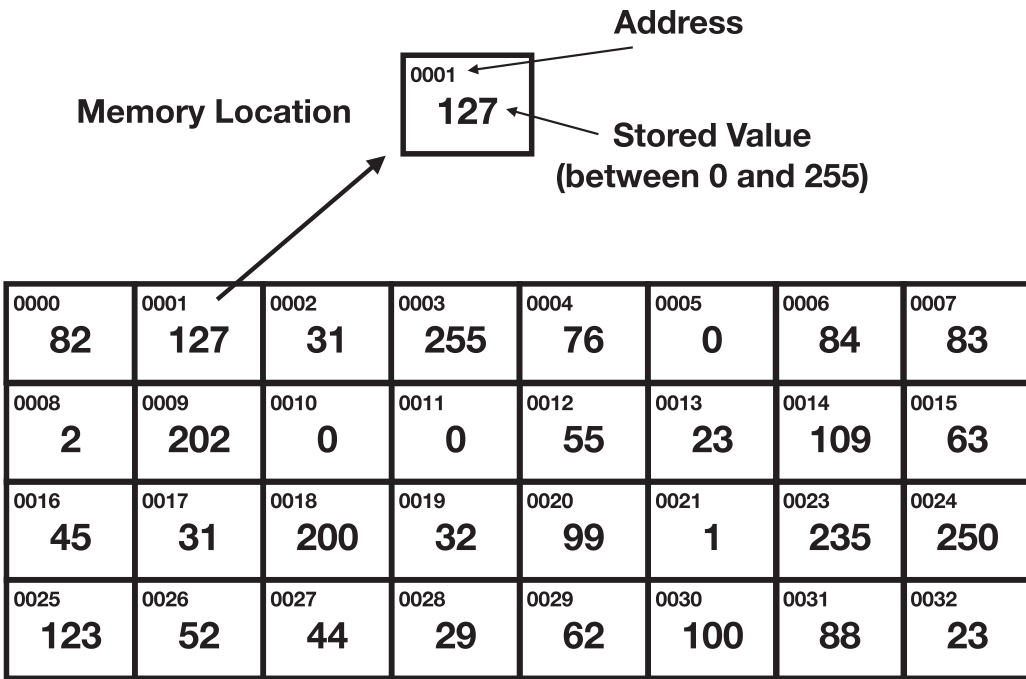 Address
0001
127
Memory Location
Stored Value
(between 0 and 255)
0000 0001 0002 0003 0004 0005 0006 0007
82 127 31 255 76 0 84 83
0008 0009 0010 0011 0012 0013 0014 0015
2 202 0 0 55 23 109 63
0016 0017 0018 0019 0020 0021 0023 0024
45 31 200 32 99 1 235 250
0025 0026 0027 0028 0029 0030 0031 0032
123 52 44 29 62 100 88 23